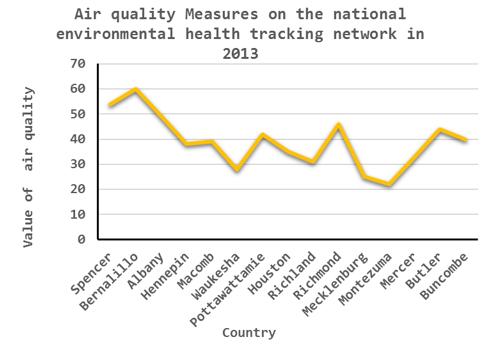 Air quality Measures on the national
environmental health tracking network in
2013
Value of  air quality
70
60
50
40
30
20
10
0
Spencer
Bernalillo
Albany
Hennepin
Macomb
Waukesha
Pottawattamie
Houston
Richland
Richmond
Mecklenburg
Montezuma
Mercer
Butler
Buncombe
Country